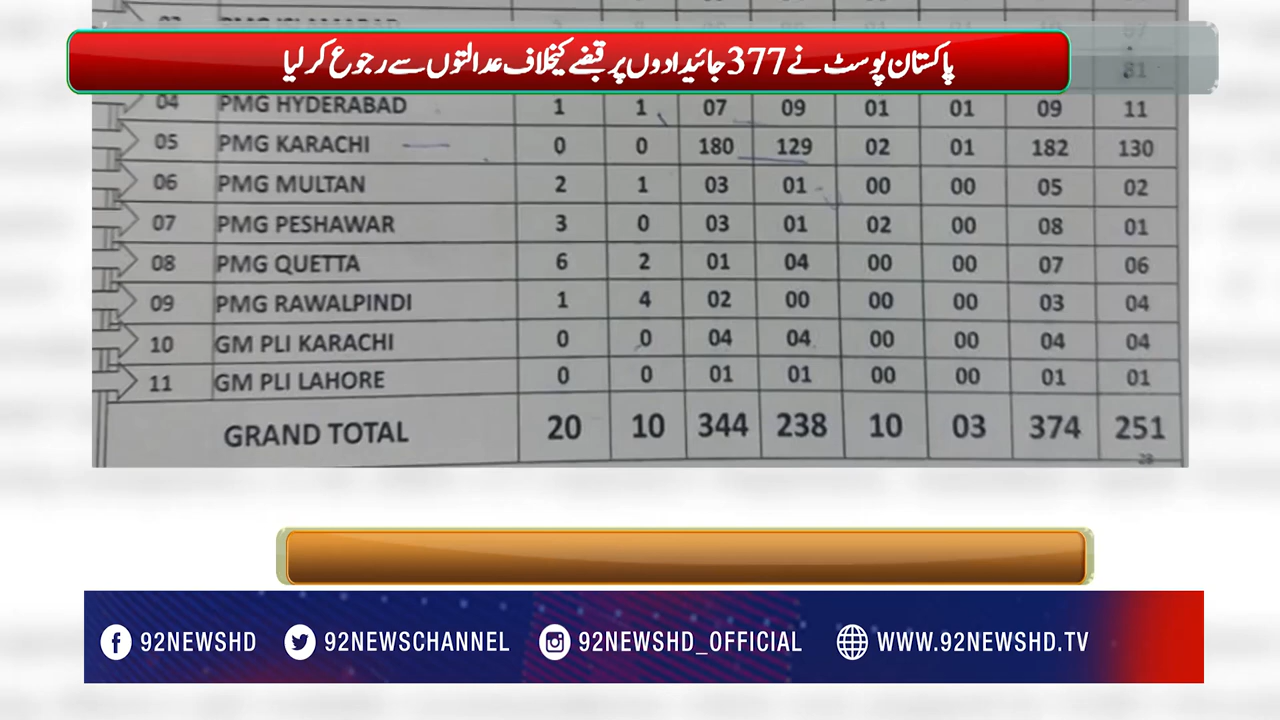 پاکستان پوسٹ نے 377 جائیدادوں پر قبضے کیخلاف عدالتوں سے رجوع کر لیا
81
04 PMG HYDERABAD 1 1 07 09 01 01 09 11
05 PMG KARACHI 0 0 180 129 02 01 182 130
06 PMG MULTAN 2 1 03 01 00 00 05 02
07 PMG PESHAWAR 3 0 03 01 02 00 08 01
08 PMG QUETTA 6 2 01 04 00 00 07 06
09 PMG RAWALPINDI 1 4 02 00 00 00 03 04
10 GM PLI KARACHI 0 0 04 04 00 00 04 04
11 GM PLI LAHORE 0 0 01 01 00 00 01 01
GRAND TOTAL 20 10 344 238 10 03 374 251
28
92NEWSHD 92NEWSCHANNEL 92NEWSHD_OFFICIAL WWW.92NEWSHD.TV